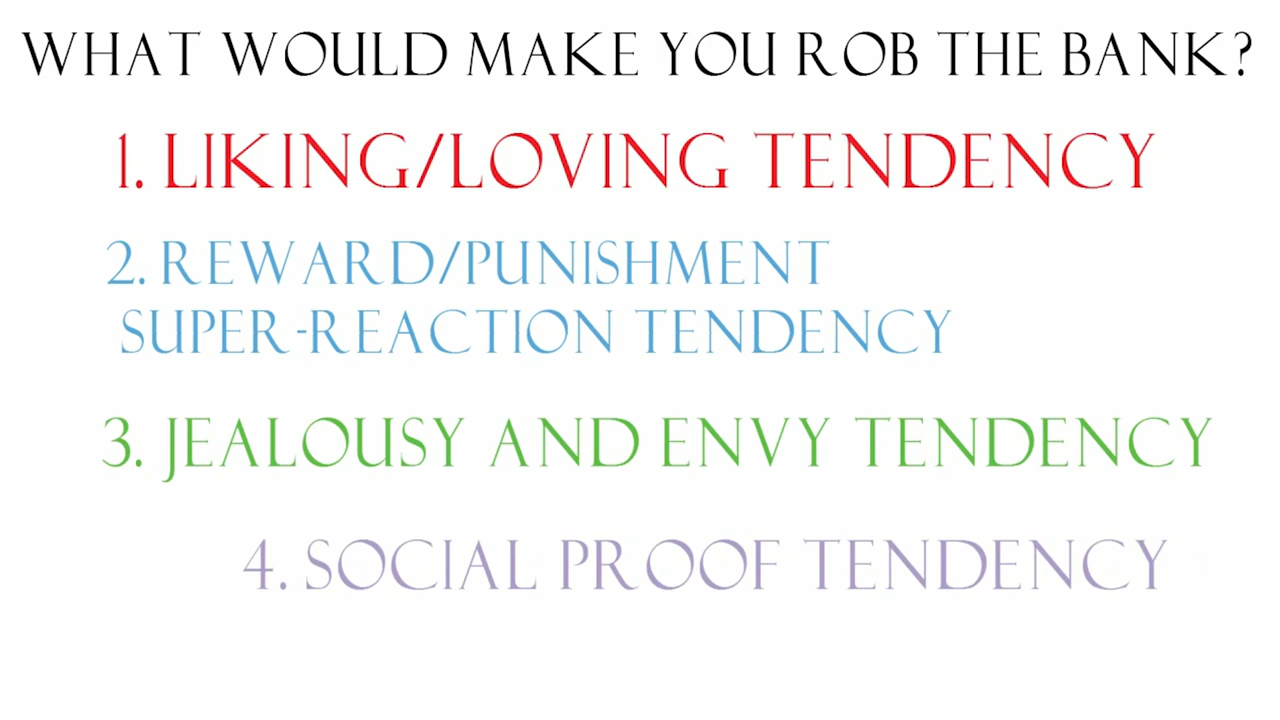 WHAT WOULD MAKE YOU ROB THE BANK?
1. LIKING/LOVING TENDENCY
2. REWARD/PUNISHMENT
SUPER-REACTION TENDENCY
3. JEALOUSY AND ENVY TENDENCY
4. SOCIAL PROOF TENDENCY